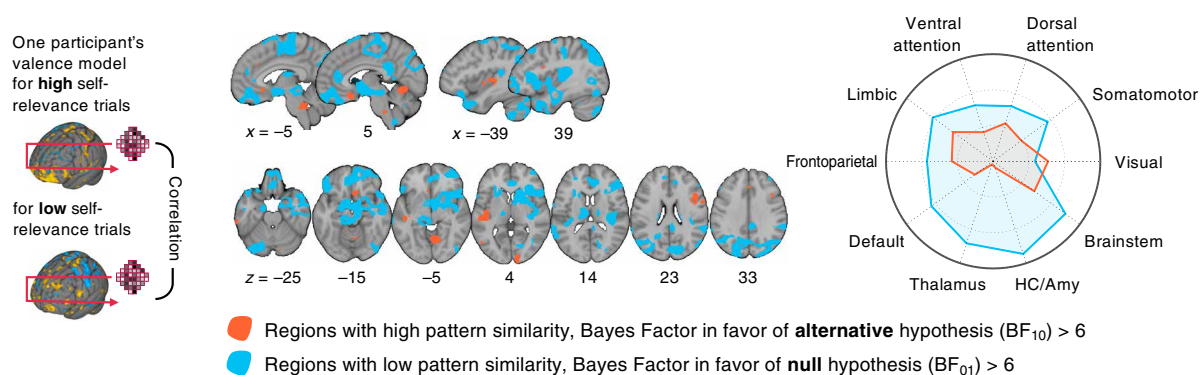 One participant's
valence model
for high self-
relevance trials
for low self-
relevance trials
Correlation
x = –5
5
x = –39
39
z = –25
–15
–5
4
14
23
33
Ventral
attention
Dorsal
attention
Limbic
Somatomotor
Frontoparietal
Visual
Default
Brainstem
Thalamus
HC/Amy
Regions with high pattern similarity, Bayes Factor in favor of alternative hypothesis (BF₁₀) > 6
Regions with low pattern similarity, Bayes Factor in favor of null hypothesis (BF₀₁) > 6